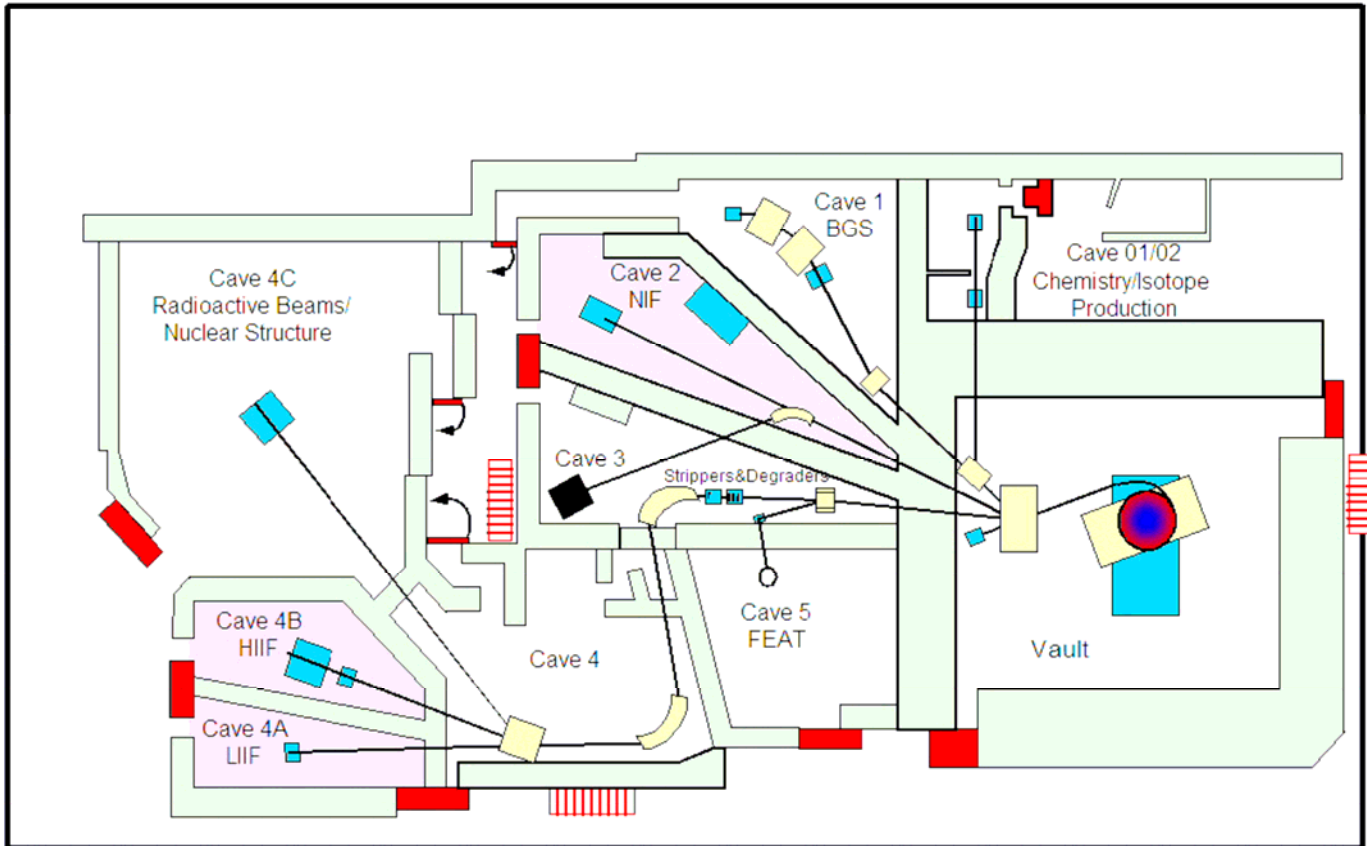 Cave 1
BGS
Cave 01/02
Chemistry/Isotope
Production
Cave 2
NIF
Cave 4C
Radioactive Beams/
Nuclear Structure
Cave 3
Strippers&Degraders
Cave 5
FEAT
Cave 4B
HIIF
Cave 4
Vault
Cave 4A
LIIF